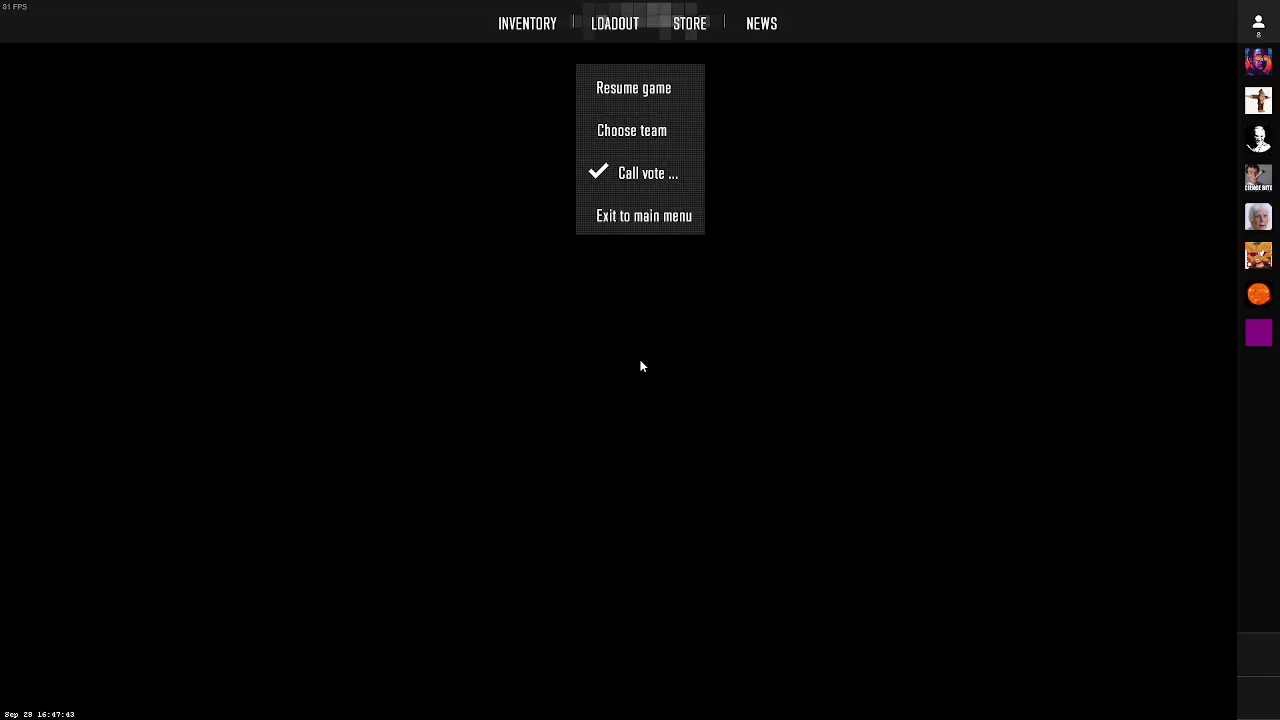 81 FPS
INVENTORY LOADOUT STORE NEWS
8
Resume game
Choose team
Call vote ...
Exit to main menu
Sep 28 16:47:43